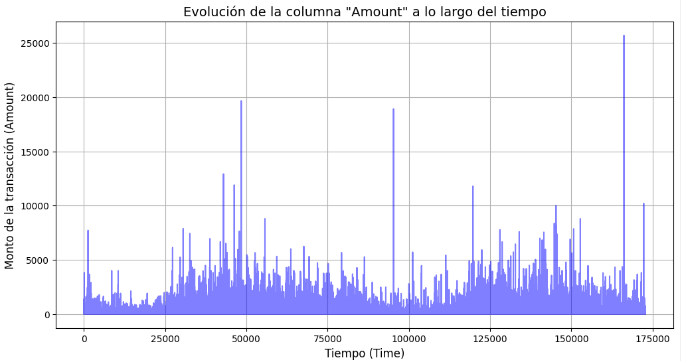 Evolución de la columna "Amount" a lo largo del tiempo
Monto de la transacción (Amount)
25000
20000
15000
10000
5000
0
0 25000 50000 75000 100000 125000 150000 175000
Tiempo (Time)